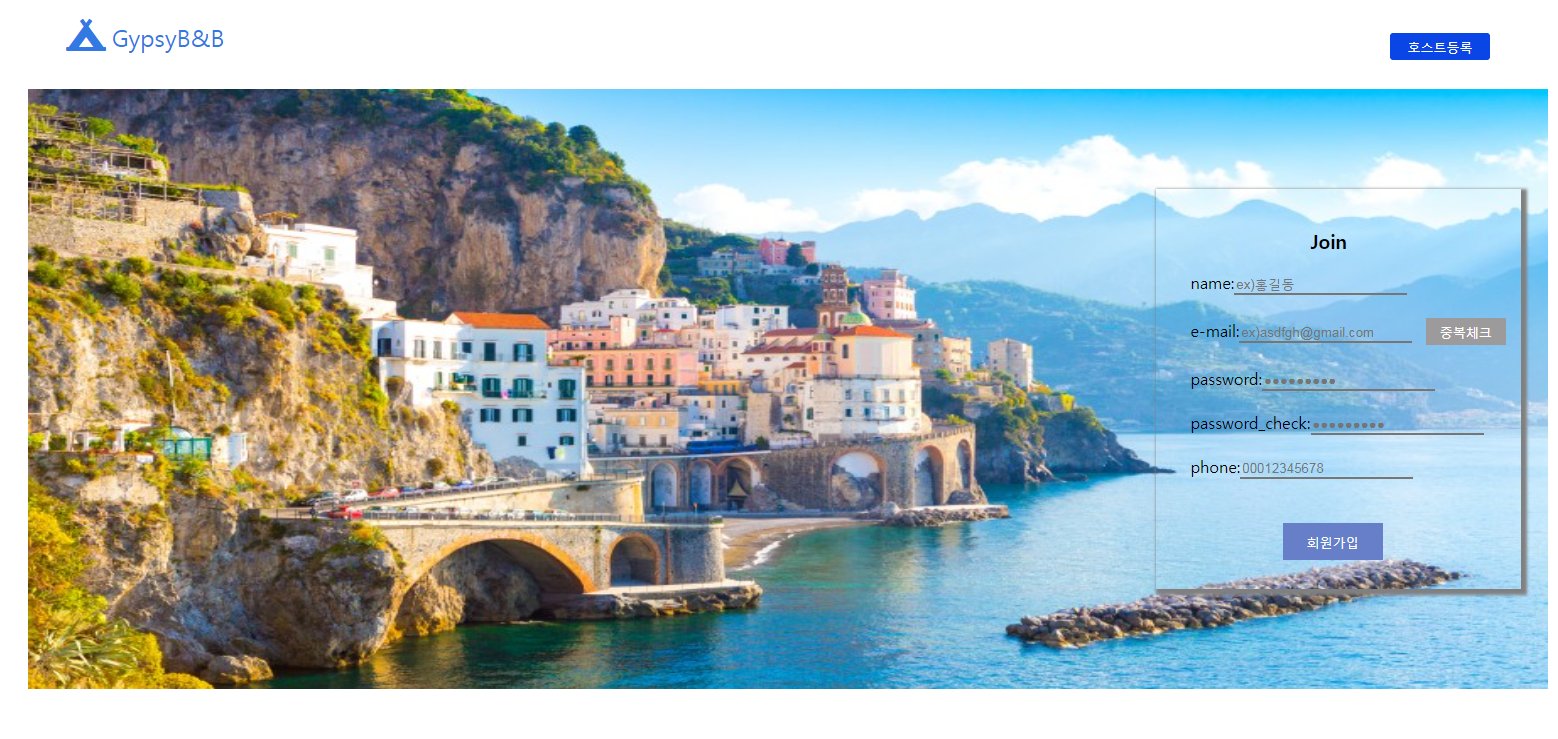 GypsyB&B
호스트등록
Join
name:ex)홍길동
e-mail:ex)asdfgh@gmail.com 중복체크
password:•••••••••
password_check:•••••••••
phone:00012345678
회원가입